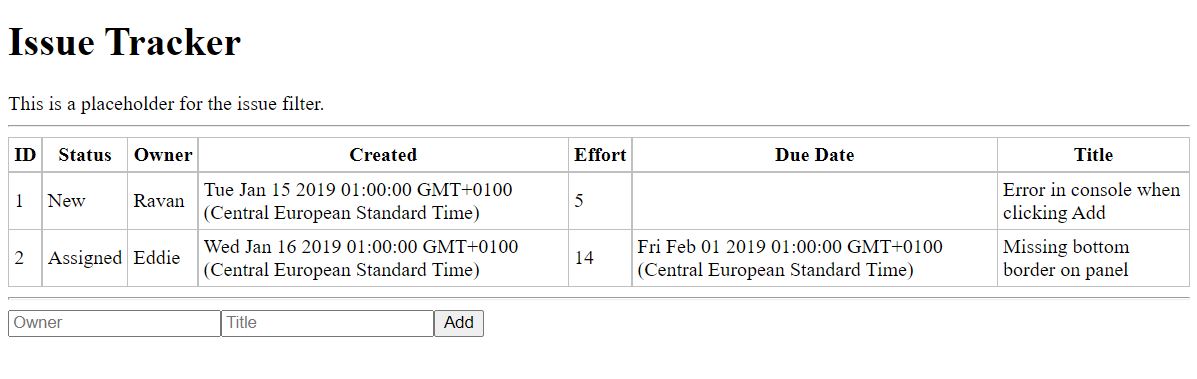 Issue Tracker
This is a placeholder for the issue filter.
ID Status Owner Created Effort Due Date Title
1 New Ravan Tue Jan 15 2019 01:00:00 GMT+0100 (Central European Standard Time) 5 Error in console when clicking Add
2 Assigned Eddie Wed Jan 16 2019 01:00:00 GMT+0100 (Central European Standard Time) 14 Fri Feb 01 2019 01:00:00 GMT+0100 (Central European Standard Time) Missing bottom border on panel
Owner Title Add